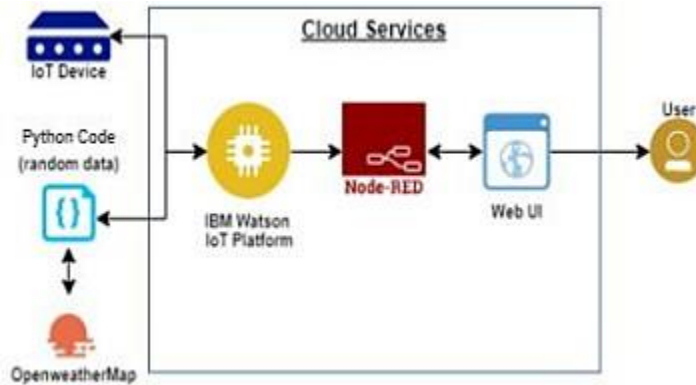 Cloud Services
IoT Device
Python Code
(random data)
{}
IBM Watson
IoT Platform
Node-RED
Web UI
User
OpenweatherMap